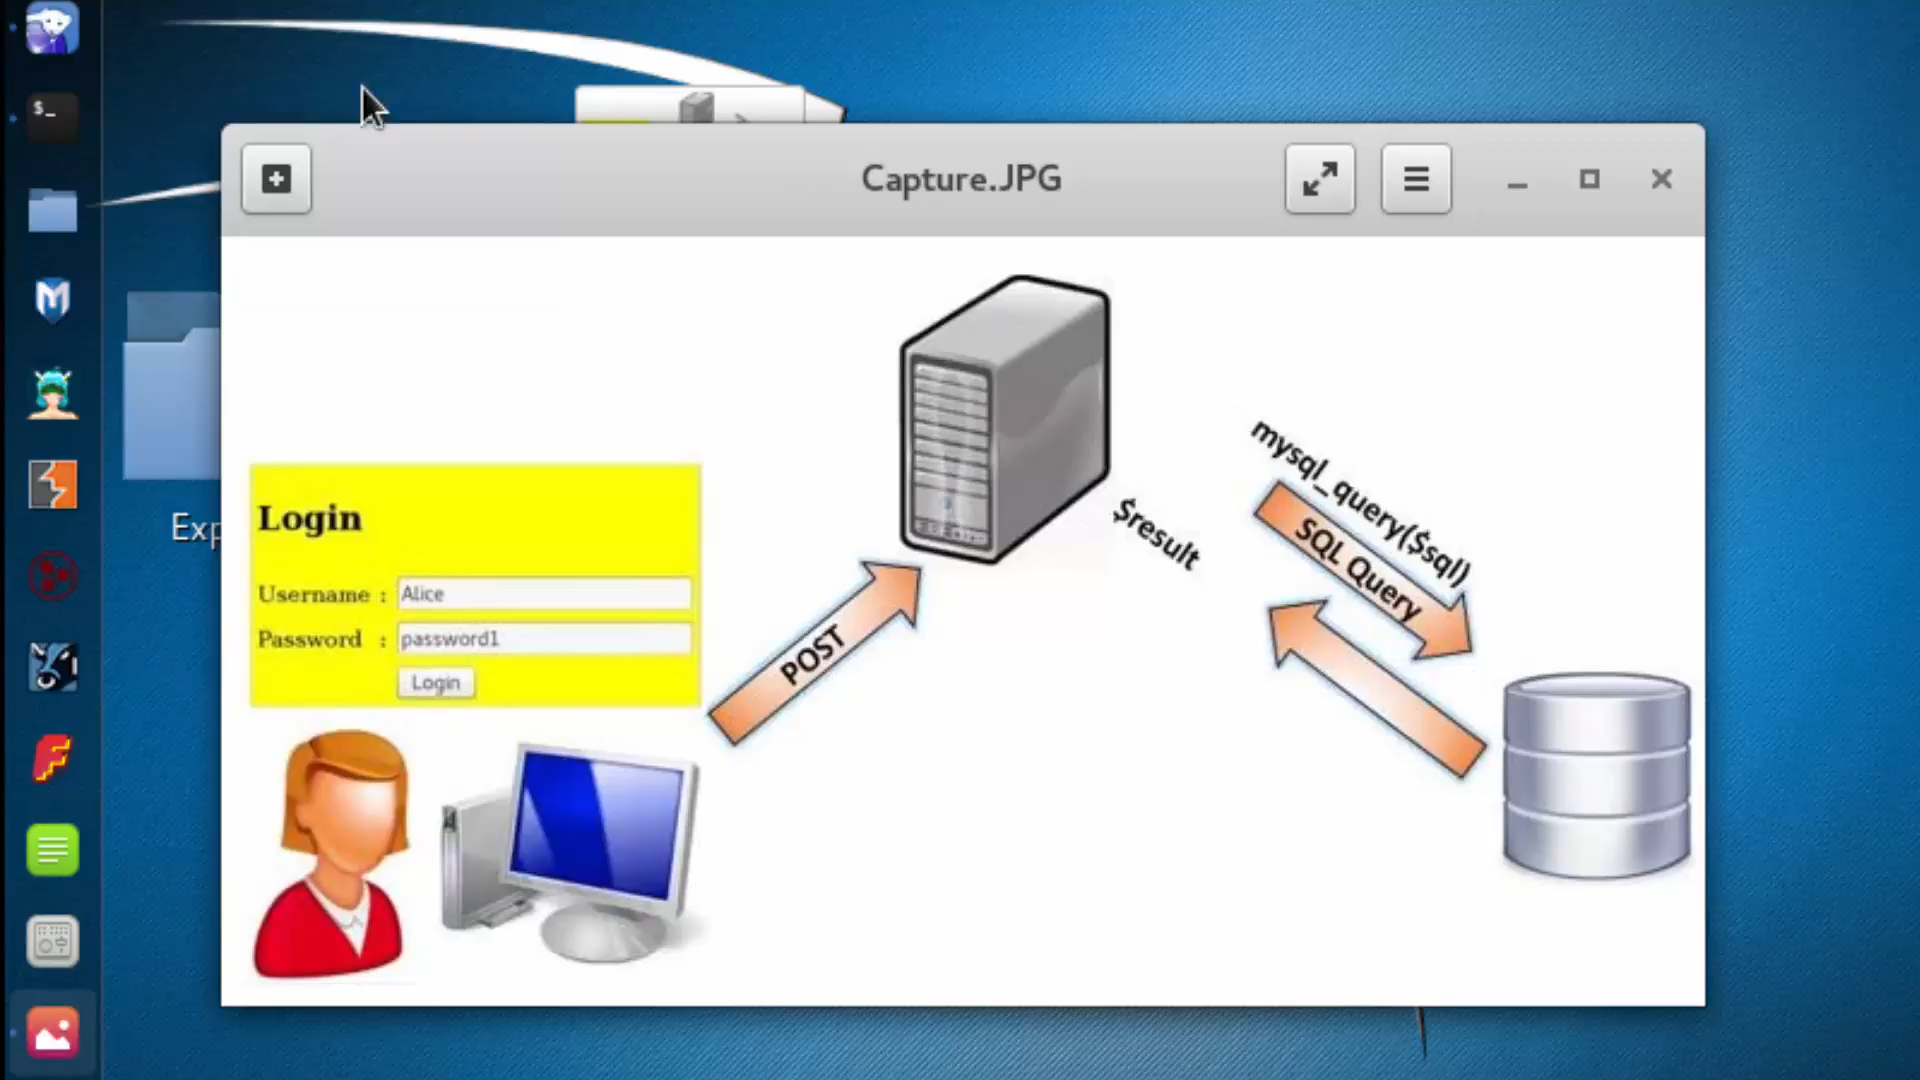 $_
Capture.JPG
Exp
Login
Username : Alice
Password : password1
Login
POST
$result
mysql_query($sql)
SQL Query